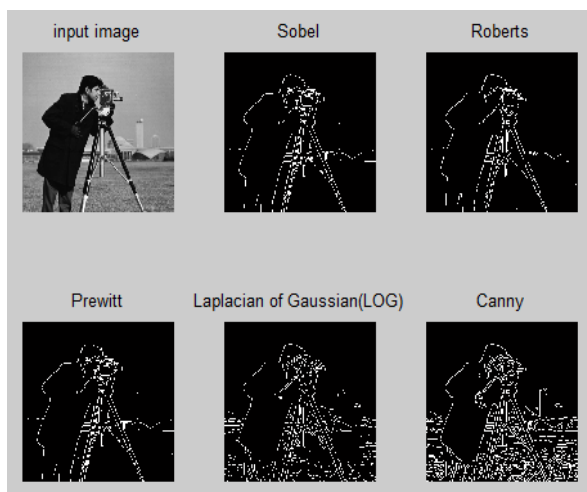 input image
Sobel
Roberts
Prewitt
Laplacian of Gaussian(LOG)
Canny